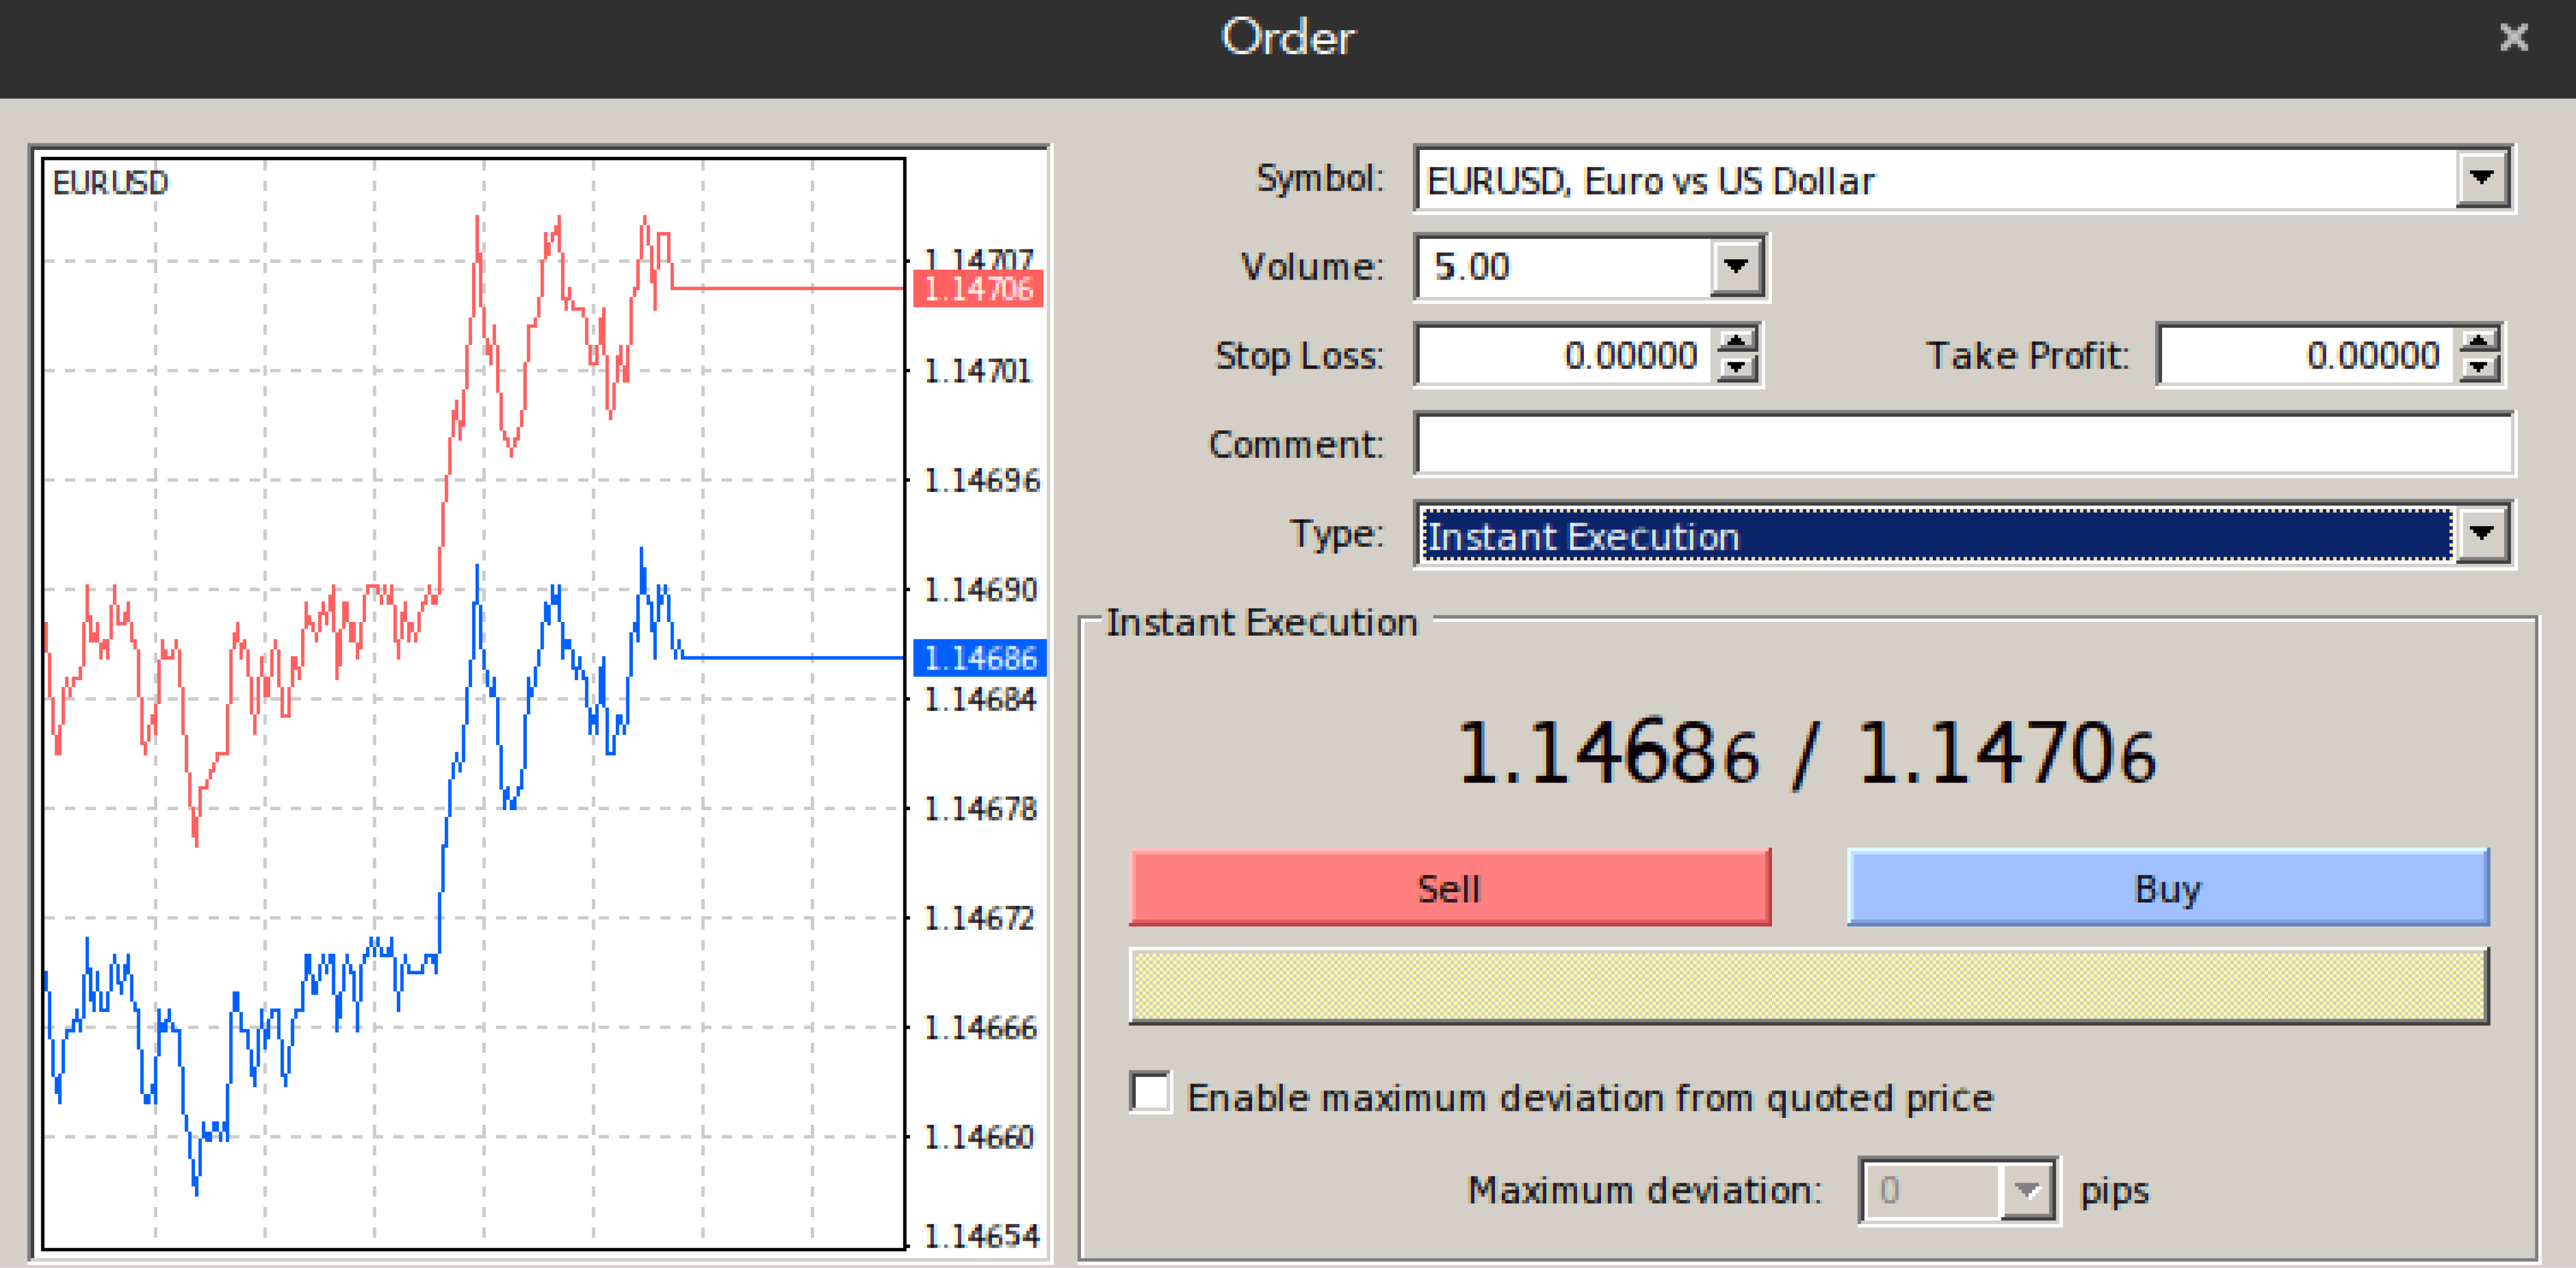 Order
EURUSD
1.14707
1.14706
1.14701
1.14696
1.14690
1.14686
1.14684
1.14678
1.14672
1.14666
1.14660
1.14654
Symbol: EURUSD, Euro vs US Dollar
Volume: 5.00
Stop Loss: 0.00000 Take Profit: 0.00000
Comment:
Type: Instant Execution
Instant Execution
1.14686 / 1.14706
Sell Buy
Enable maximum deviation from quoted price
Maximum deviation: 0 pips